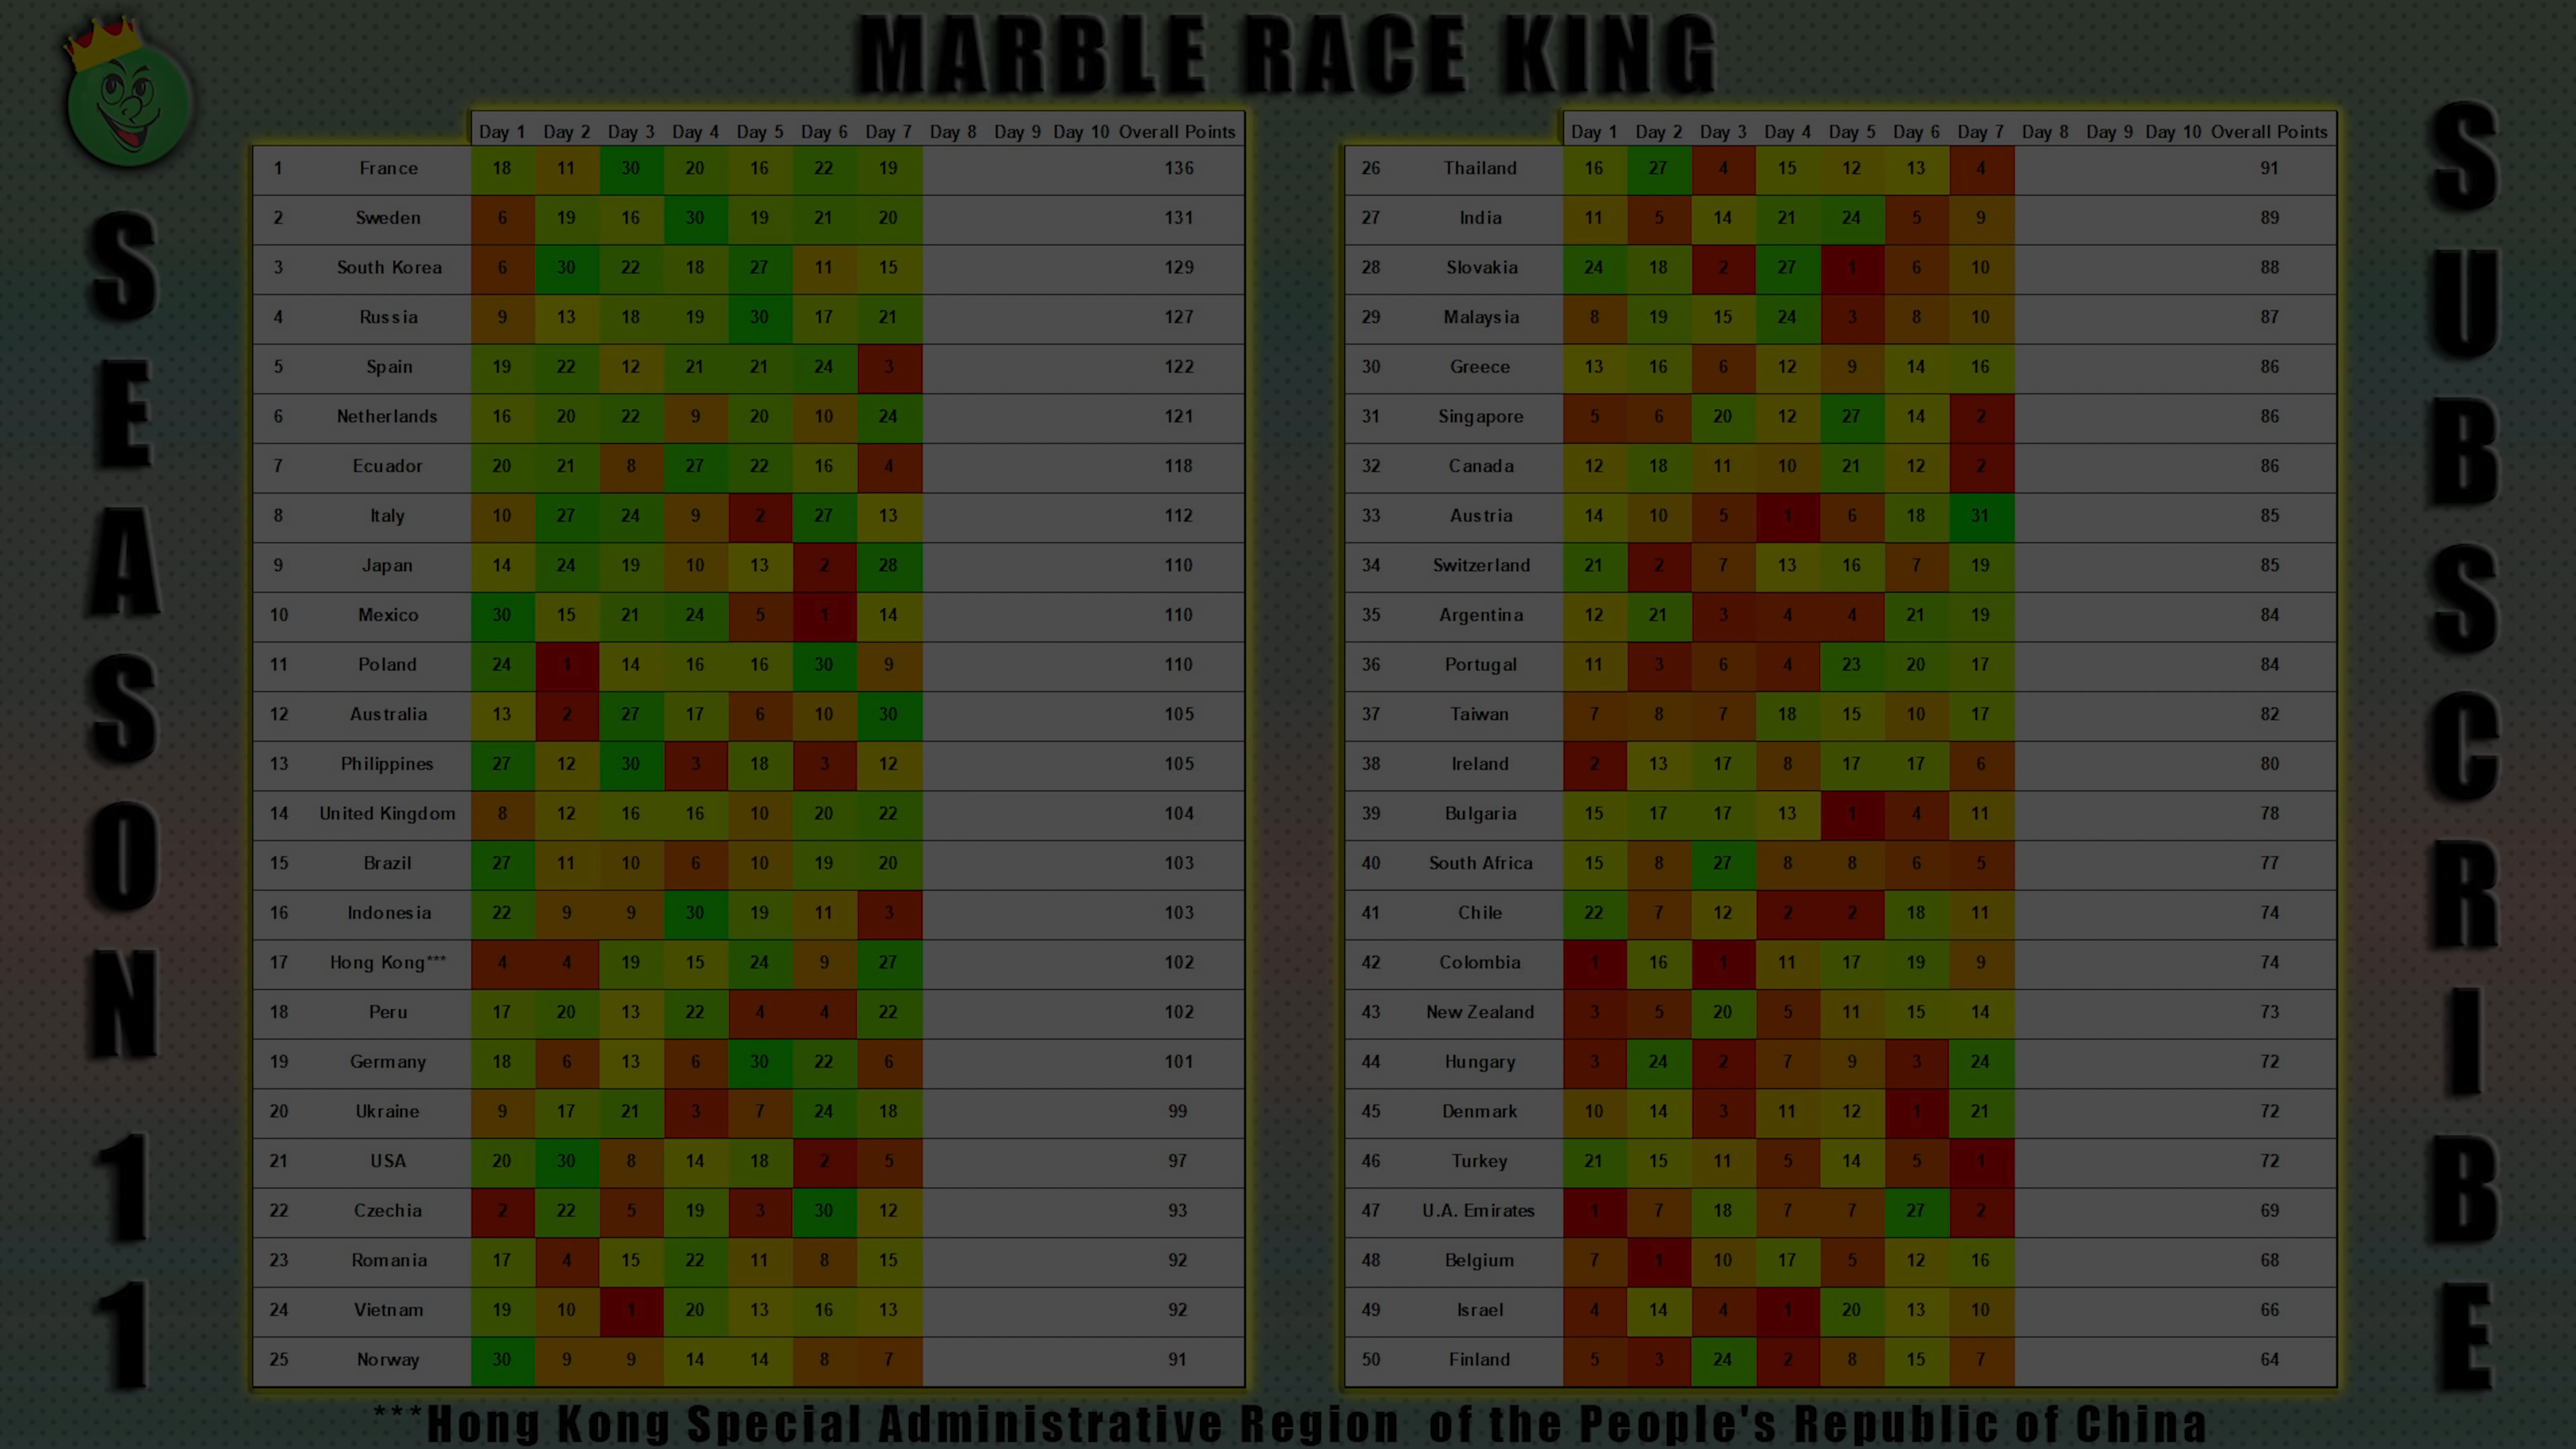 MARBLE RACE KING
SEASON 11
Day 1 Day 2 Day 3 Day 4 Day 5 Day 6 Day 7 Day 8 Day 9 Day 10 Overall Points
1 France 18 11 30 20 16 22 19 136
2 Sweden 6 19 16 30 19 21 20 131
3 South Korea 6 30 22 18 27 11 15 129
4 Russia 9 13 18 19 30 17 21 127
5 Spain 19 22 12 21 21 24 3 122
6 Netherlands 16 20 22 9 20 10 24 121
7 Ecuador 20 21 8 27 22 16 4 118
8 Italy 10 27 24 9 2 27 13 112
9 Japan 14 24 19 10 13 2 28 110
10 Mexico 30 15 21 24 5 1 14 110
11 Poland 24 1 14 16 16 30 9 110
12 Australia 13 2 27 17 6 10 30 105
13 Philippines 27 12 30 3 18 3 12 105
14 United Kingdom 8 12 16 16 10 20 22 104
15 Brazil 27 11 10 6 10 19 20 103
16 Indonesia 22 9 9 30 19 11 3 103
17 Hong Kong*** 4 4 19 15 24 9 27 102
18 Peru 17 20 13 22 4 4 22 102
19 Germany 18 6 13 6 30 22 6 101
20 Ukraine 9 17 21 3 7 24 18 99
21 USA 20 30 8 14 18 2 5 97
22 Czechia 2 22 5 19 3 30 12 93
23 Romania 17 4 15 22 11 8 15 92
24 Vietnam 19 10 1 20 13 16 13 92
25 Norway 30 9 9 14 14 8 7 91
Day 1 Day 2 Day 3 Day 4 Day 5 Day 6 Day 7 Day 8 Day 9 Day 10 Overall Points
26 Thailand 16 27 4 15 12 13 4 91
27 India 11 5 14 21 24 5 9 89
28 Slovakia 24 18 2 27 1 6 10 88
29 Malaysia 8 19 15 24 3 8 10 87
30 Greece 13 16 6 12 9 14 16 86
31 Singapore 5 6 20 12 27 14 2 86
32 Canada 12 18 11 10 21 12 2 86
33 Austria 14 10 5 1 6 18 31 85
34 Switzerland 21 2 7 13 16 7 19 85
35 Argentina 12 21 3 4 4 21 19 84
36 Portugal 11 3 6 4 23 20 17 84
37 Taiwan 7 8 7 18 15 10 17 82
38 Ireland 2 13 17 8 17 17 6 80
39 Bulgaria 15 17 17 13 1 4 11 78
40 South Africa 15 8 27 8 8 6 5 77
41 Chile 22 7 12 2 2 18 11 74
42 Colombia 1 16 1 11 17 19 9 74
43 New Zealand 3 5 20 5 11 15 14 73
44 Hungary 3 24 2 7 9 3 24 72
45 Denmark 10 14 3 11 12 1 21 72
46 Turkey 21 15 11 5 14 5 1 72
47 U.A. Emirates 1 7 18 7 7 27 2 69
48 Belgium 7 1 10 17 5 12 16 68
49 Israel 4 14 4 1 20 13 10 66
50 Finland 5 3 24 2 8 15 7 64
SUBSCRIBE
***Hong Kong Special Administrative Region of the People's Republic of China